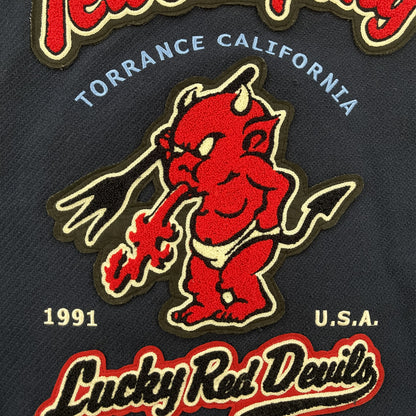 TORRANCE CALIFORNIA
1991 U.S.A.
Lucky Red Devils